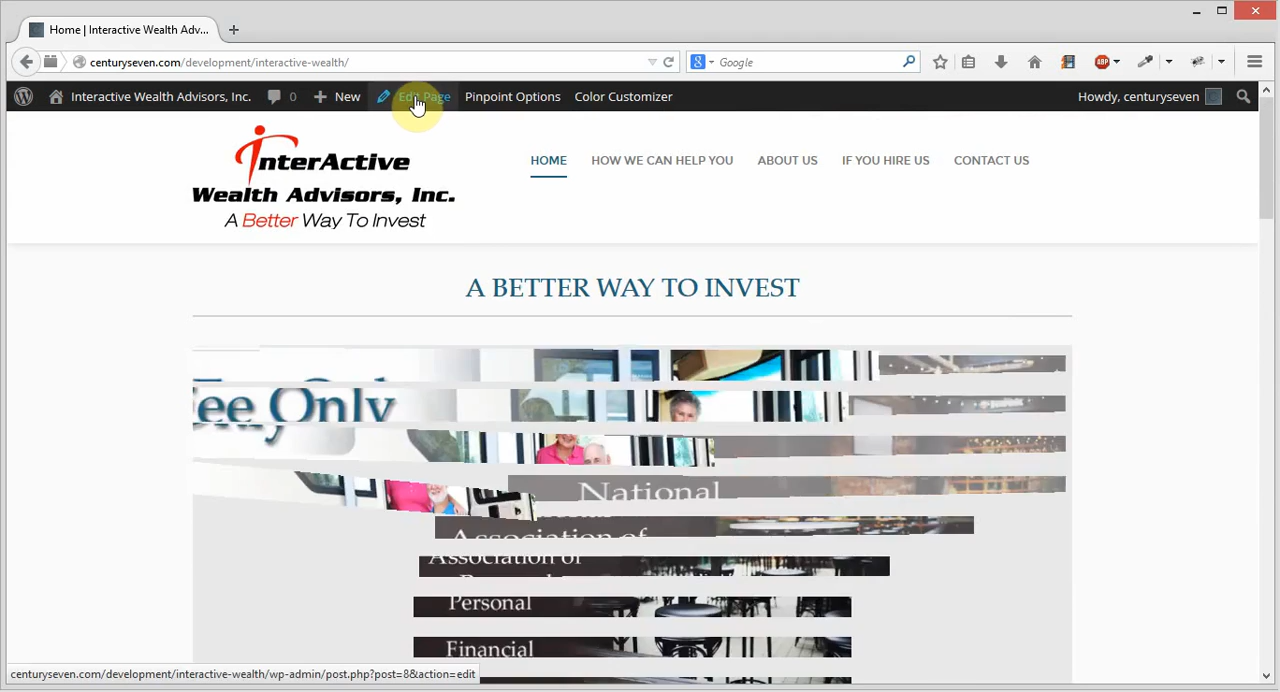 Home | Interactive Wealth Adv...
centuryseven.com/development/interactive-wealth/
Google
Interactive Wealth Advisors, Inc. 0 New Edit Page Pinpoint Options Color Customizer Howdy, centuryseven
InterActive
Wealth Advisors, Inc.
A Better Way To Invest
HOME HOW WE CAN HELP YOU ABOUT US IF YOU HIRE US CONTACT US
A BETTER WAY TO INVEST
Fee Only
National
Association of
Association of
Personal
Financial
centuryseven.com/development/interactive-wealth/wp-admin/post.php?post=8&action=edit